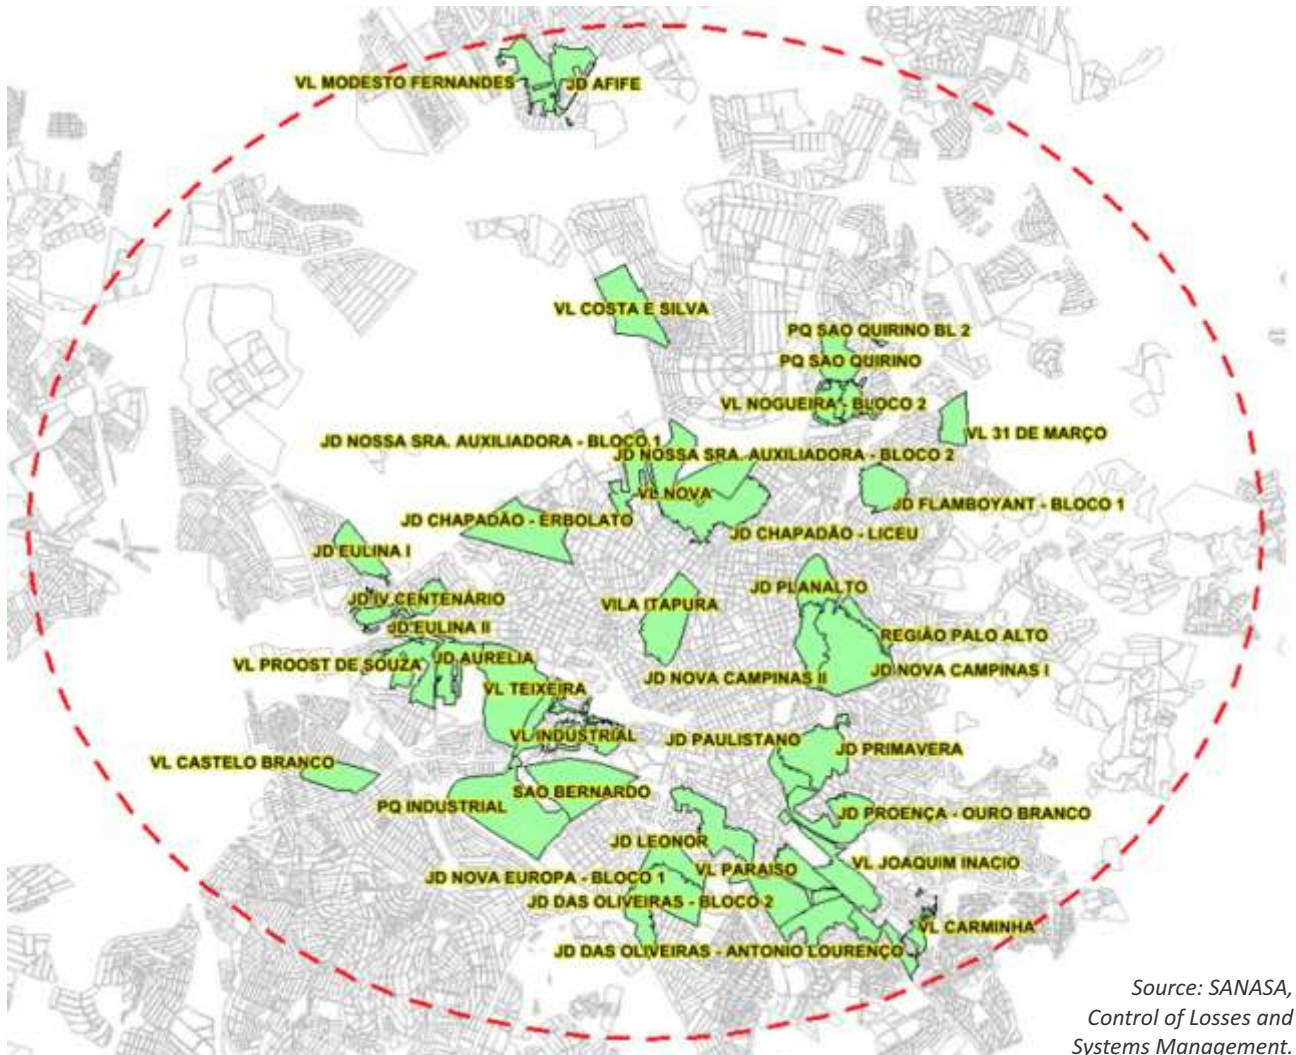 VL MODESTO FERNANDES
JD AFIFE
VL COSTA E SILVA
PQ SAO QUIRINO BL 2
PQ SAO QUIRINO
VL NOGUEIRA - BLOCO 2
VL 31 DE MARÇO
JD NOSSA SRA. AUXILIADORA - BLOCO 1
JD NOSSA SRA. AUXILIADORA - BLOCO 2
VL NOVA
JD FLAMBOYANT - BLOCO 1
JD CHAPADÃO - ERBOLATO
JD CHAPADÃO - LICEU
JD EULINA I
JD PLANALTO
JD IV CENTENÁRIO
VILA ITAPURA
JD EULINA II
REGIÃO PALO ALTO
VL PROOST DE SOUZA
JD AURELIA
JD NOVA CAMPINAS II
JD NOVA CAMPINAS I
VL TEIXEIRA
VL INDUSTRIAL
JD PAULISTANO
JD PRIMAVERA
VL CASTELO BRANCO
SAO BERNARDO
PQ INDUSTRIAL
JD PROENÇA - OURO BRANCO
JD LEONOR
VL JOAQUIM INACIO
VL PARAISO
JD NOVA EUROPA - BLOCO 1
JD DAS OLIVEIRAS - BLOCO 2
VL CARMINHA
JD DAS OLIVEIRAS - ANTONIO LOURENÇO
Source: SANASA,
Control of Losses and
Systems Management.